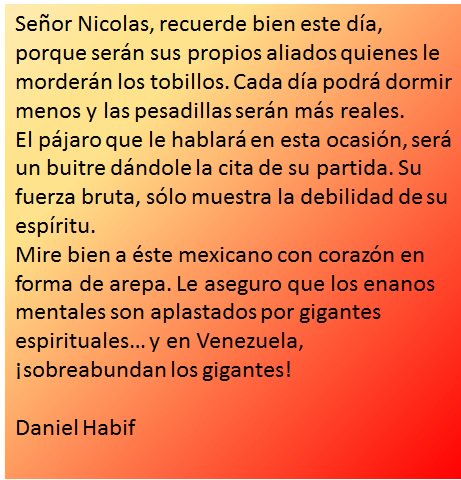 Señor Nicolas, recuerde bien este día,
porque serán sus propios aliados quienes le
morderán los tobillos. Cada día podrá dormir
menos y las pesadillas serán más reales.
El pájaro que le hablará en esta ocasión, será
un buitre dándole la cita de su partida. Su
fuerza bruta, sólo muestra la debilidad de su
espíritu.
Mire bien a éste mexicano con corazón en
forma de arepa. Le aseguro que los enanos
mentales son aplastados por gigantes
espirituales... y en Venezuela,
¡sobreabundan los gigantes!
Daniel Habif